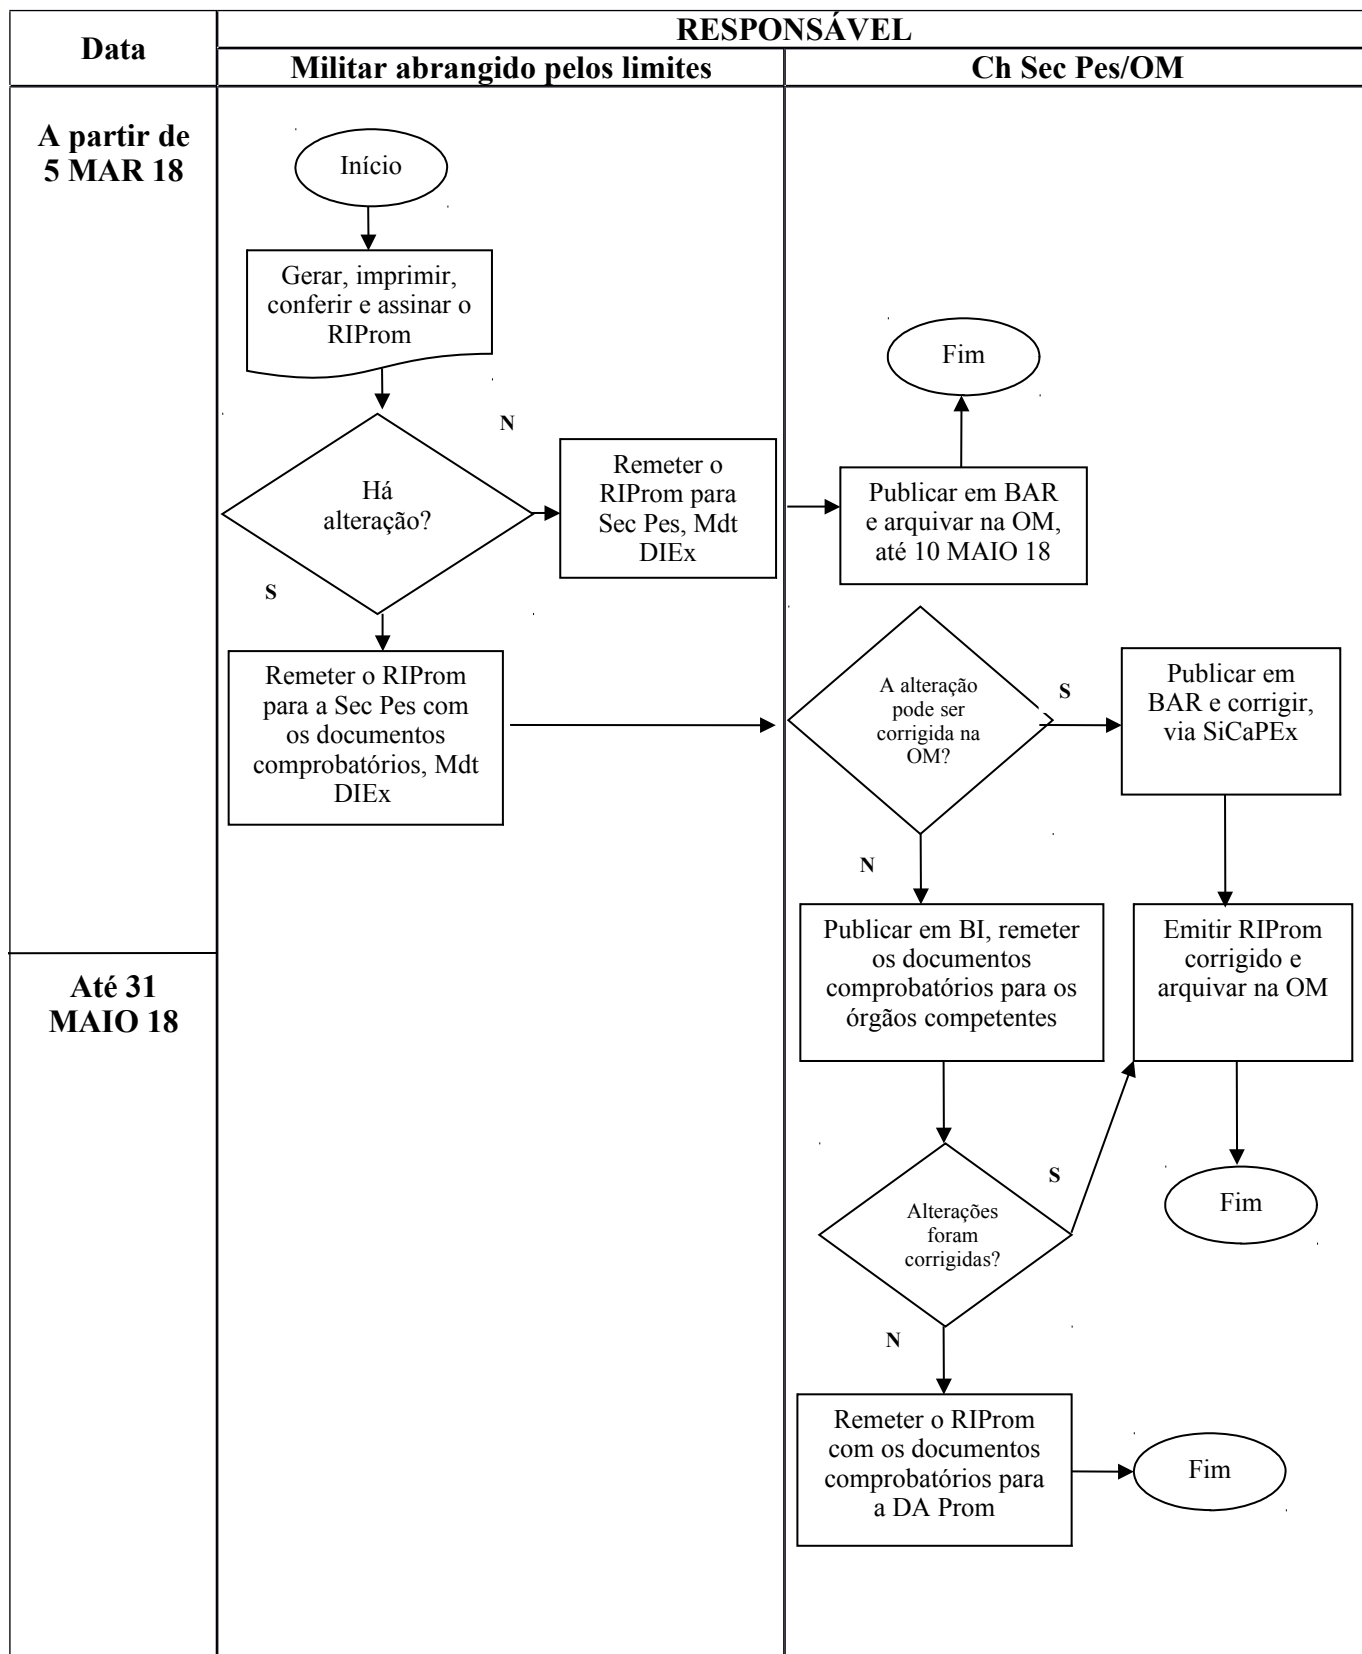 Data
RESPONSÁVEL
Militar abrangido pelos limites
Ch Sec Pes/OM
A partir de
5 MAR 18
Início
Gerar, imprimir,
conferir e assinar o
RIProm
Há
alteração?
N
Remeter o
RIProm para
Sec Pes, Mdt
DIEx
Publicar em BAR
e arquivar na OM,
até 10 MAIO 18
Fim
S
Remeter o RIProm
para a Sec Pes com
os documentos
comprobatórios, Mdt
DIEx
A alteração
pode ser
corrigida na
OM?
S
Publicar em
BAR e corrigir,
via SiCaPEx
N
Publicar em BI, remeter
os documentos
comprobatórios para os
órgãos competentes
Emitir RIProm
corrigido e
arquivar na OM
Até 31
MAIO 18
Alterações
foram
corrigidas?
S
Fim
N
Remeter o RIProm
com os documentos
comprobatórios para
a DA Prom
Fim